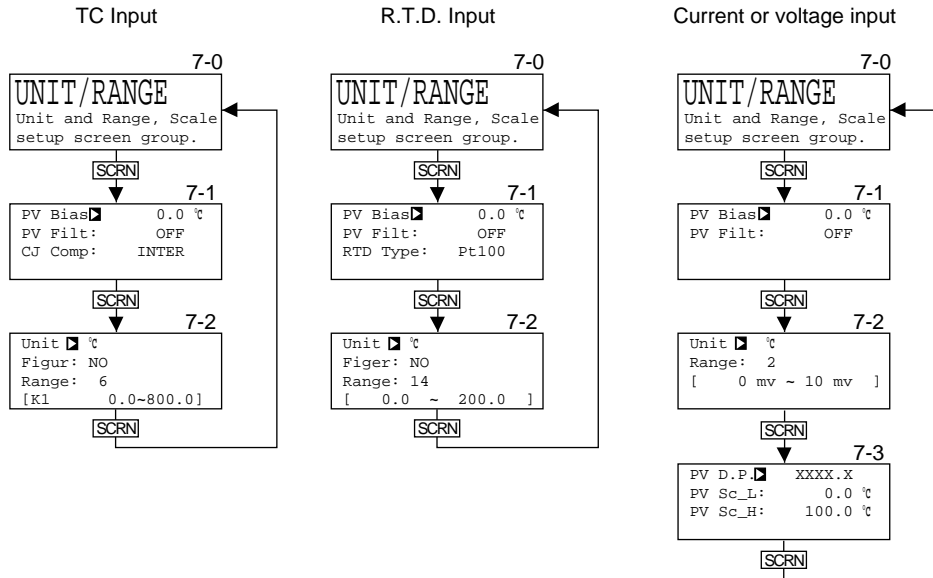 TC Input
7-0
UNIT/RANGE
Unit and Range, Scale
setup screen group.
SCRN
7-1
PV Bias 0.0 ℃
PV Filt: OFF
CJ Comp: INTER
SCRN
7-2
Unit ℃
Figur: NO
Range: 6
[K1 0.0~800.0]
SCRN
R.T.D. Input
7-0
UNIT/RANGE
Unit and Range, Scale
setup screen group.
SCRN
7-1
PV Bias 0.0 ℃
PV Filt: OFF
RTD Type: Pt100
SCRN
7-2
Unit ℃
Figer: NO
Range: 14
[ 0.0 ~ 200.0 ]
SCRN
Current or voltage input
7-0
UNIT/RANGE
Unit and Range, Scale
setup screen group.
SCRN
7-1
PV Bias 0.0 ℃
PV Filt: OFF
SCRN
7-2
Unit ℃
Range: 2
[ 0 mv ~ 10 mv ]
SCRN
7-3
PV D.P. XXXX.X
PV Sc_L: 0.0 ℃
PV Sc_H: 100.0 ℃
SCRN